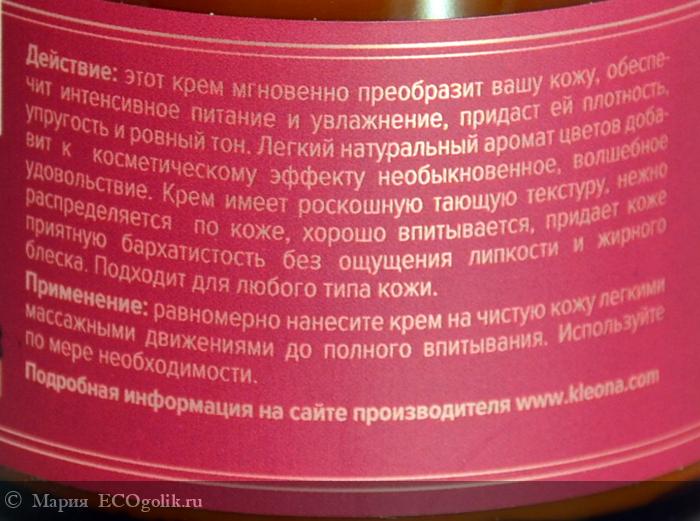 Действие: этот крем мгновенно преобразит вашу кожу, обеспе-
чит интенсивное питание и увлажнение, придаст ей плотность,
упругость и ровный тон. Легкий натуральный аромат цветов доба-
вит к косметическому эффекту необыкновенное, волшебное
удовольствие. Крем имеет роскошную тающую текстуру, нежно
распределяется по коже, хорошо впитывается, придает коже
приятную бархатистость без ощущения липкости и жирного
блеска. Подходит для любого типа кожи.
Применение: равномерно нанесите крем на чистую кожу легкими
массажными движениями до полного впитывания. Используйте
по мере необходимости.
Подробная информация на сайте производителя www.kleona.com
© Мария ECOgolik.ru